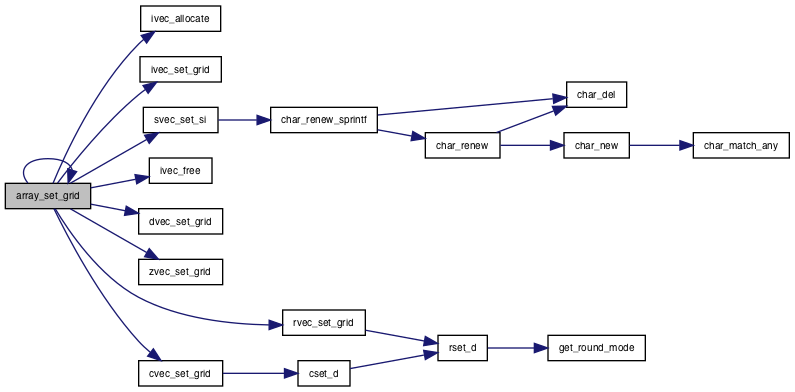 ivec_allocate
ivec_set_grid
char_del
svec_set_si
char_renew_sprintf
char_renew
char_new
char_match_any
ivec_free
array_set_grid
dvec_set_grid
zvec_set_grid
rvec_set_grid
rset_d
get_round_mode
cvec_set_grid
cset_d